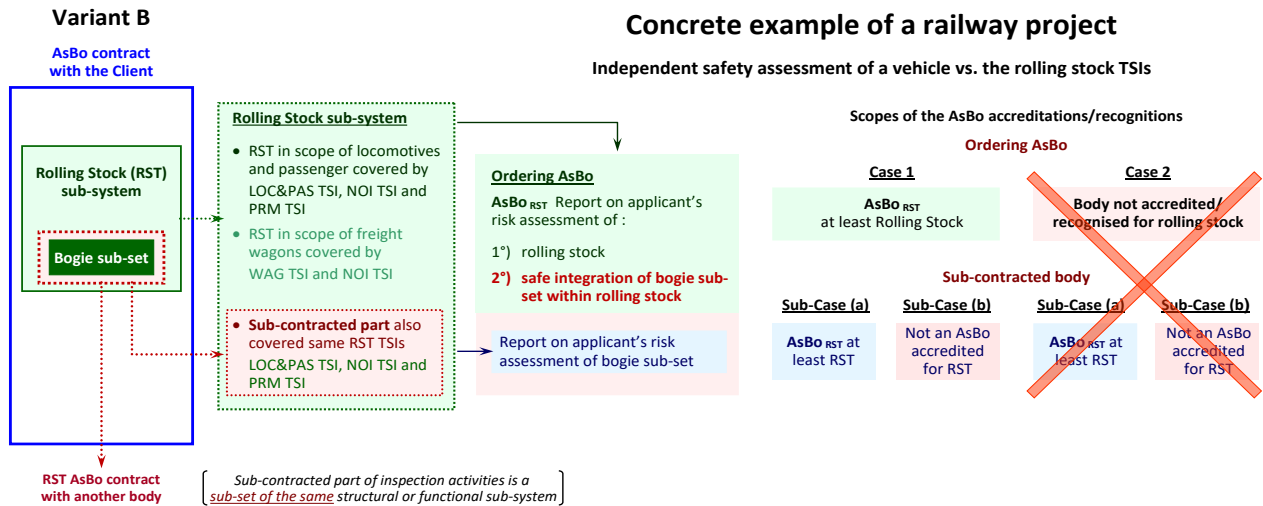 Variant B
Concrete example of a railway project
AsBo contract
with the Client
Independent safety assessment of a vehicle vs. the rolling stock TSIs
Rolling Stock (RST)
sub-system
Bogie sub-set
RST AsBo contract
with another body
Rolling Stock sub-system
• RST in scope of locomotives
and passenger covered by
LOC&PAS TSI, NOI TSI and
PRM TSI
• RST in scope of freight
wagons covered by
WAG TSI and NOI TSI
• Sub-contracted part also
covered same RST TSIs
LOC&PAS TSI, NOI TSI and
PRM TSI
Sub-contracted part of inspection activities is a
sub-set of the same structural or functional sub-system
Ordering AsBo
AsBo RST Report on applicant's
risk assessment of :
1°) rolling stock
2°) safe integration of bogie sub-
set within rolling stock
Report on applicant's risk
assessment of bogie sub-set
Scopes of the AsBo accreditations/recognitions
Ordering AsBo
Case 1
AsBo RST
at least Rolling Stock
Case 2
Body not accredited/
recognised for rolling stock
Sub-contracted body
Sub-Case (a)
AsBo RST at
least RST
Sub-Case (b)
Not an AsBo
accredited
for RST
Sub-Case (a)
AsBo RST at
least RST
Sub-Case (b)
Not an AsBo
accredited
for RST